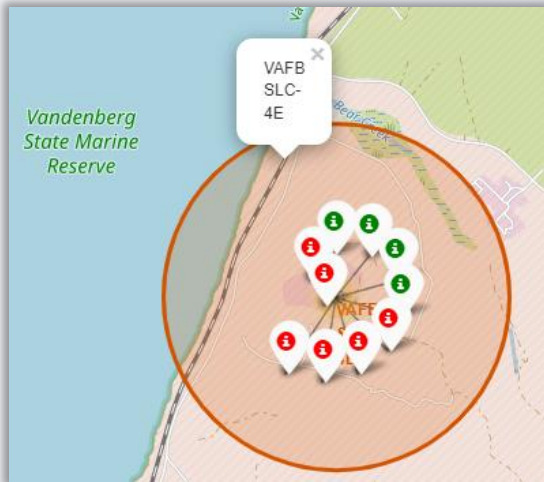 VAFB
SLC-
4E
Vandenberg
State Marine
Reserve
Bear Creek